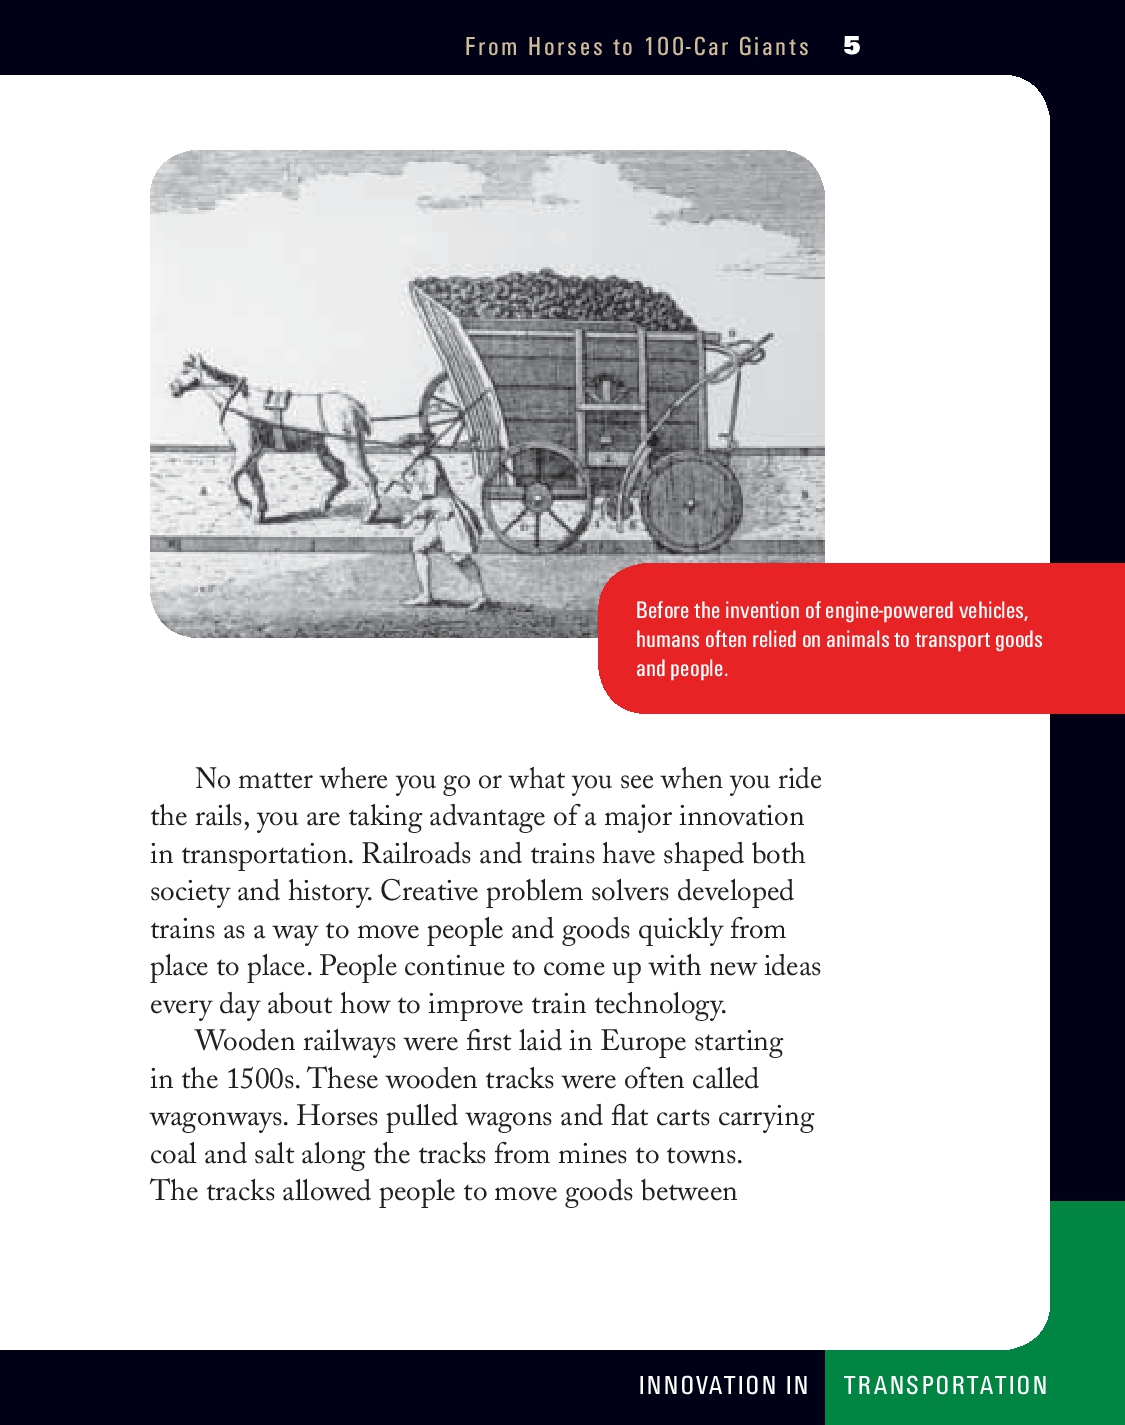 From Horses to 100-Car Giants 5
Before the invention of engine-powered vehicles,
humans often relied on animals to transport goods
and people.
No matter where you go or what you see when you ride
the rails, you are taking advantage of a major innovation
in transportation. Railroads and trains have shaped both
society and history. Creative problem solvers developed
trains as a way to move people and goods quickly from
place to place. People continue to come up with new ideas
every day about how to improve train technology.
Wooden railways were first laid in Europe starting
in the 1500s. These wooden tracks were often called
wagonways. Horses pulled wagons and flat carts carrying
coal and salt along the tracks from mines to towns.
The tracks allowed people to move goods between
INNOVATION IN TRANSPORTATION